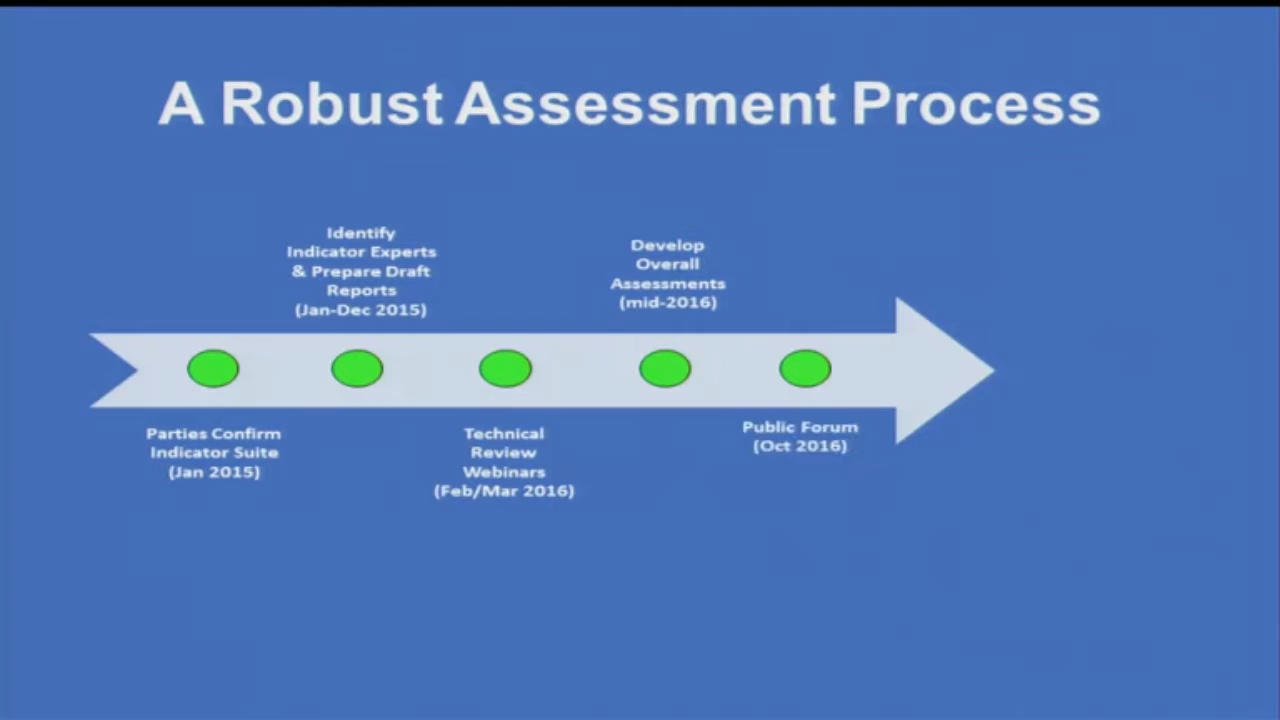 A Robust Assessment Process
Identify
Indicator Experts
& Prepare Draft
Reports
(Jan-Dec 2015)
Develop
Overall
Assessments
(mid-2016)
Parties Confirm
Indicator Suite
(Jan 2015)
Technical
Review
Webinars
(Feb/Mar 2016)
Public Forum
(Oct 2016)